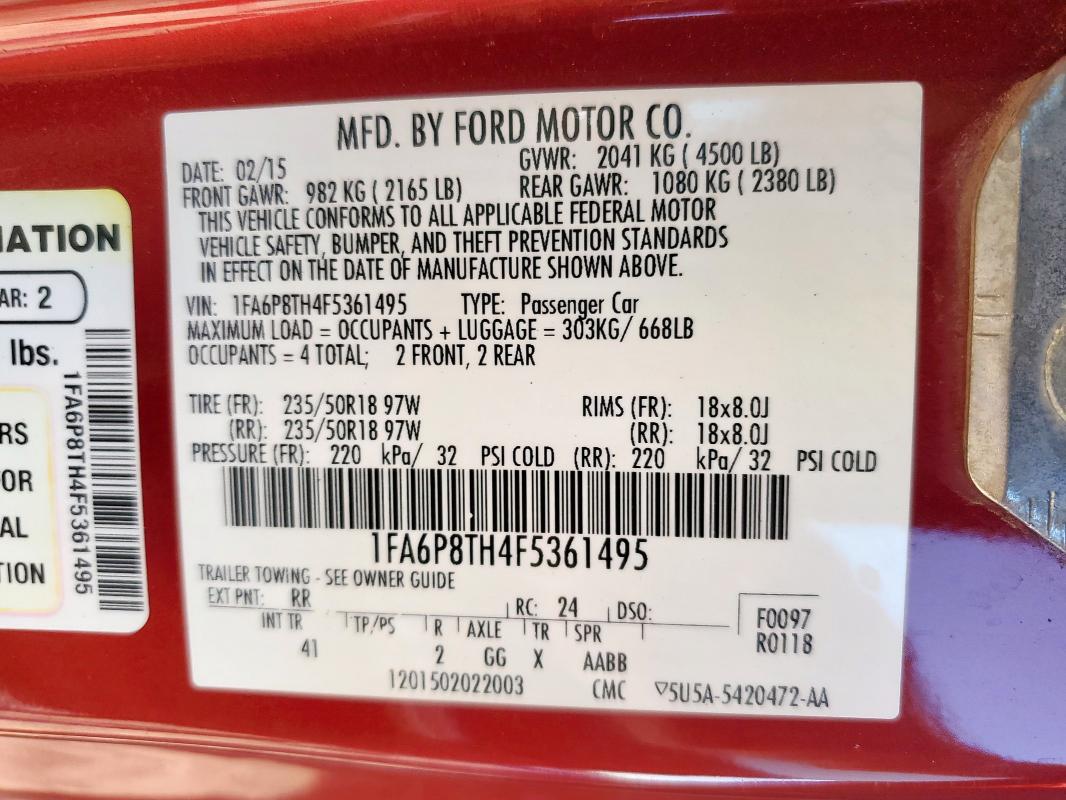 MFD. BY FORD MOTOR CO.
DATE: 02/15 GVWR: 2041 KG ( 4500 LB)
FRONT GAWR: 982 KG ( 2165 LB) REAR GAWR: 1080 KG ( 2380 LB)
THIS VEHICLE CONFORMS TO ALL APPLICABLE FEDERAL MOTOR
VEHICLE SAFETY, BUMPER, AND THEFT PREVENTION STANDARDS
IN EFFECT ON THE DATE OF MANUFACTURE SHOWN ABOVE.
VIN: 1FA6P8TH4F5361495 TYPE: Passenger Car
MAXIMUM LOAD = OCCUPANTS + LUGGAGE = 303KG/ 668LB
OCCUPANTS = 4 TOTAL; 2 FRONT, 2 REAR
TIRE (FR): 235/50R18 97W RIMS (FR): 18x8.0J
(RR): 235/50R18 97W (RR): 18x8.0J
PRESSURE (FR): 220 kPa/ 32 PSI COLD (RR): 220 kPa/ 32 PSI COLD
1FA6P8TH4F5361495
TRAILER TOWING - SEE OWNER GUIDE
EXT PNT: RR RC: 24 DSO:
INT TR TP/PS R AXLE TR SPR
41 2 GG X AABB
1201502022003 CMC ▽5U5A-5420472-AA
F0097
R0118
IATION
AR: 2
lbs.
RS
OR
AL
TION
1FA6P8TH4F5361495